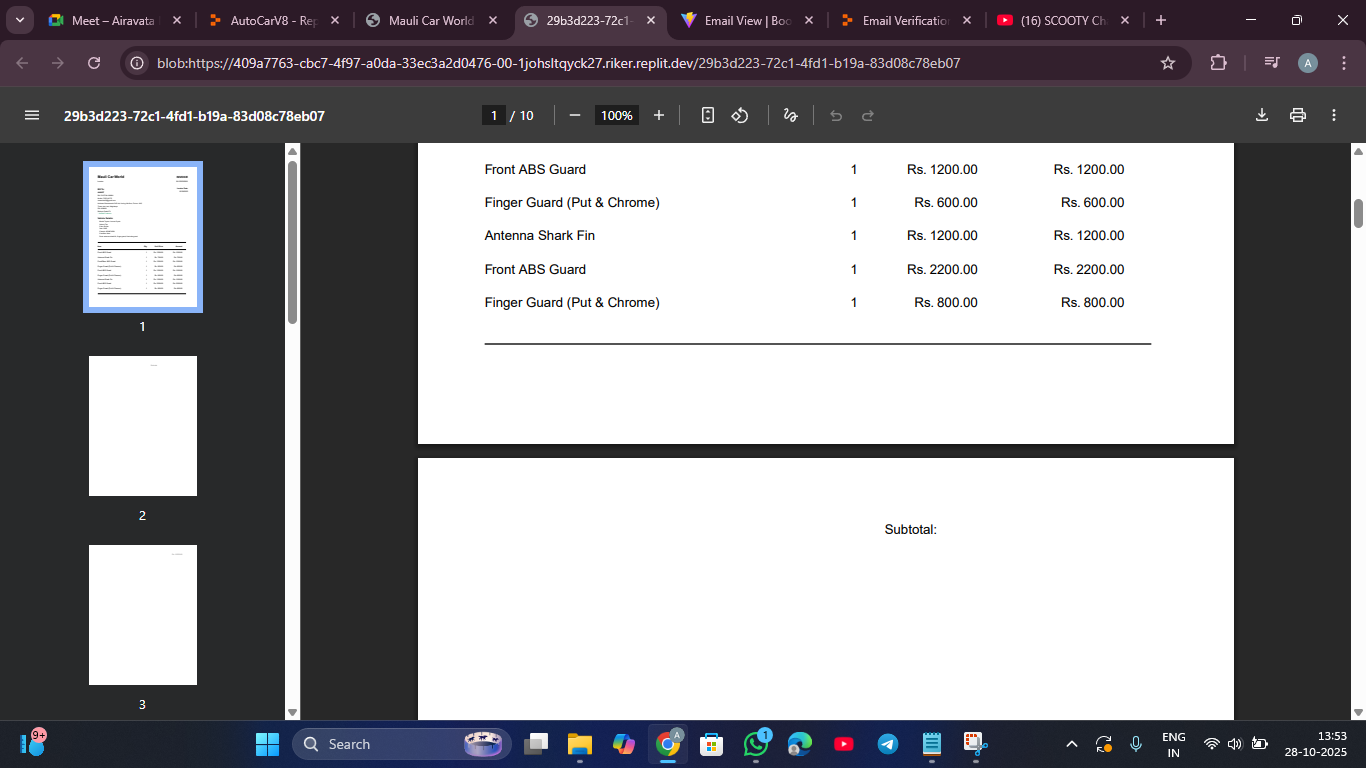 Meet – Airavata
AutoCarV8 – Rep
Mauli Car World
29b3d223-72c1-
Email View | Boo
Email Verification
(16) SCOOTY Ch
blob:https://409a7763-cbc7-4f97-a0da-33ec3a2d0476-00-1johsltqyck27.riker.replit.dev/29b3d223-72c1-4fd1-b19a-83d08c78eb07
A
29b3d223-72c1-4fd1-b19a-83d08c78eb07
1 / 10
100%
Mauli Car World
1
2
3
Front ABS Guard 1 Rs. 1200.00 Rs. 1200.00
Finger Guard (Put & Chrome) 1 Rs. 600.00 Rs. 600.00
Antenna Shark Fin 1 Rs. 1200.00 Rs. 1200.00
Front ABS Guard 1 Rs. 2200.00 Rs. 2200.00
Finger Guard (Put & Chrome) 1 Rs. 800.00 Rs. 800.00
Subtotal:
9+
Search
A
1
ENG
IN
13:53
28-10-2025